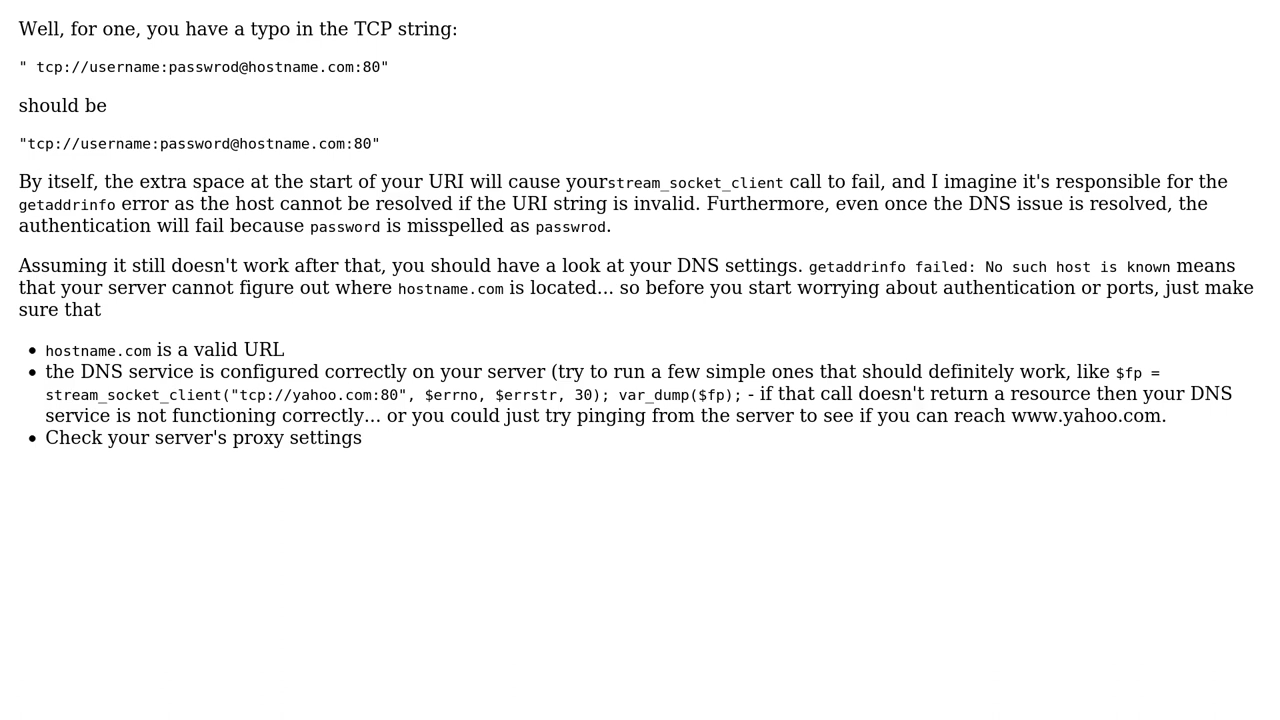 Well, for one, you have a typo in the TCP string:
" tcp://username:passwrod@hostname.com:80"
should be
"tcp://username:password@hostname.com:80"
By itself, the extra space at the start of your URI will cause yourstream_socket_client call to fail, and I imagine it's responsible for the
getaddrinfo error as the host cannot be resolved if the URI string is invalid. Furthermore, even once the DNS issue is resolved, the
authentication will fail because password is misspelled as passwrod.
Assuming it still doesn't work after that, you should have a look at your DNS settings. getaddrinfo failed: No such host is known means
that your server cannot figure out where hostname.com is located... so before you start worrying about authentication or ports, just make
sure that
• hostname.com is a valid URL
• the DNS service is configured correctly on your server (try to run a few simple ones that should definitely work, like $fp =
stream_socket_client("tcp://yahoo.com:80", $errno, $errstr, 30); var_dump($fp); - if that call doesn't return a resource then your DNS
service is not functioning correctly... or you could just try pinging from the server to see if you can reach www.yahoo.com.
• Check your server's proxy settings